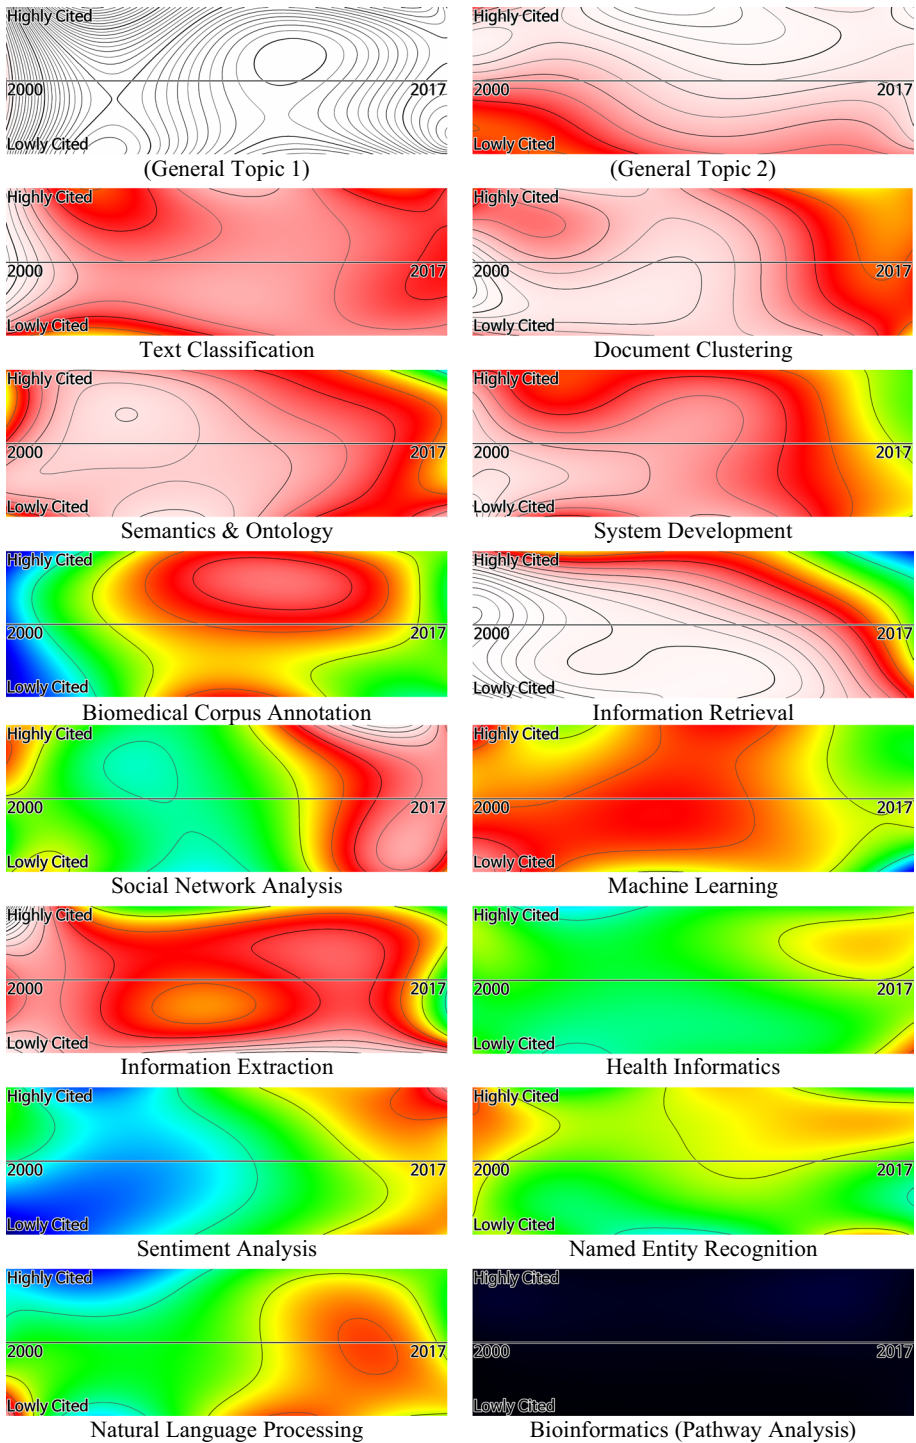 Highly Cited Highly Cited
2000 2017 2000 2017
Lowly Cited Lowly Cited
(General Topic 1) (General Topic 2)
Highly Cited Highly Cited
2000 2017 2000 2017
Lowly Cited Lowly Cited
Text Classification Document Clustering
Highly Cited Highly Cited
2000 2017 2000 2017
Lowly Cited Lowly Cited
Semantics & Ontology System Development
Highly Cited Highly Cited
2000 2017 2000 2017
Lowly Cited Lowly Cited
Biomedical Corpus Annotation Information Retrieval
Highly Cited Highly Cited
2000 2017 2000 2017
Lowly Cited Lowly Cited
Social Network Analysis Machine Learning
Highly Cited Highly Cited
2000 2017 2000 2017
Lowly Cited Lowly Cited
Information Extraction Health Informatics
Highly Cited Highly Cited
2000 2017 2000 2017
Lowly Cited Lowly Cited
Sentiment Analysis Named Entity Recognition
Highly Cited Highly Cited
2000 2017 2000 2017
Lowly Cited Lowly Cited
Natural Language Processing Bioinformatics (Pathway Analysis)